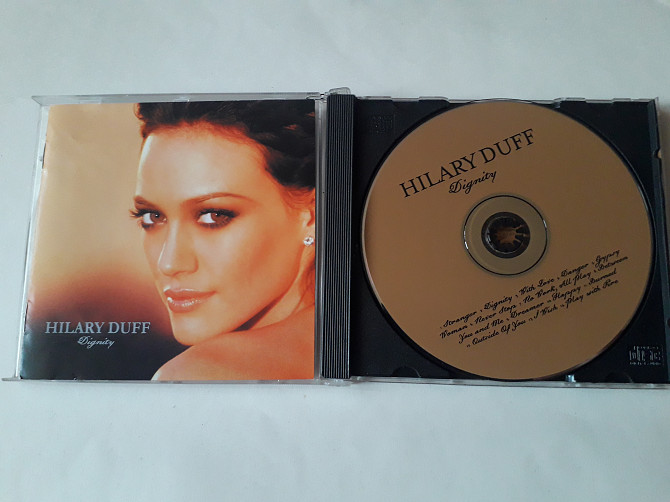 HILARY DUFF
Dignity
HILARY DUFF
Dignity
Stranger ~ Dignity ~ With Love ~ Danger ~ Gypsy
Woman ~ Never Stop ~ No Work, All Play ~ Between
You and Me ~ Dreamer ~ Happy ~ Burned
~ Outside Of You ~ I Wish ~ Play with Fire